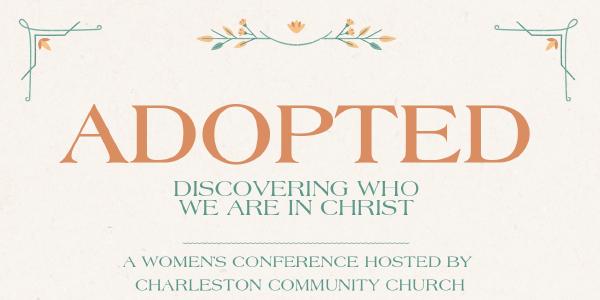 ADOPTED
DISCOVERING WHO
WE ARE IN CHRIST
A WOMEN'S CONFERENCE HOSTED BY
CHARLESTON COMMUNITY CHURCH